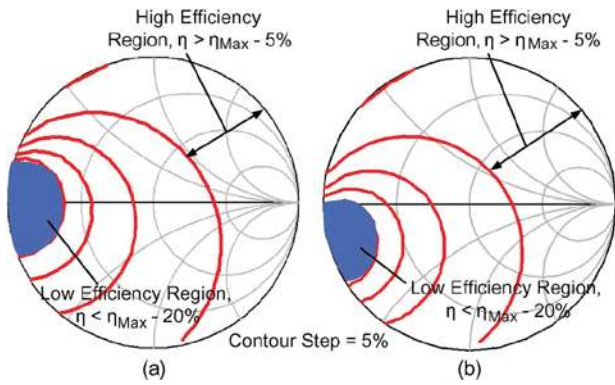 High Efficiency
Region, η > ηMax - 5%
High Efficiency
Region, η > ηMax - 5%
Low Efficiency Region,
η < ηMax - 20%
Low Efficiency Region,
η < ηMax - 20%
Contour Step = 5%
(a)
(b)